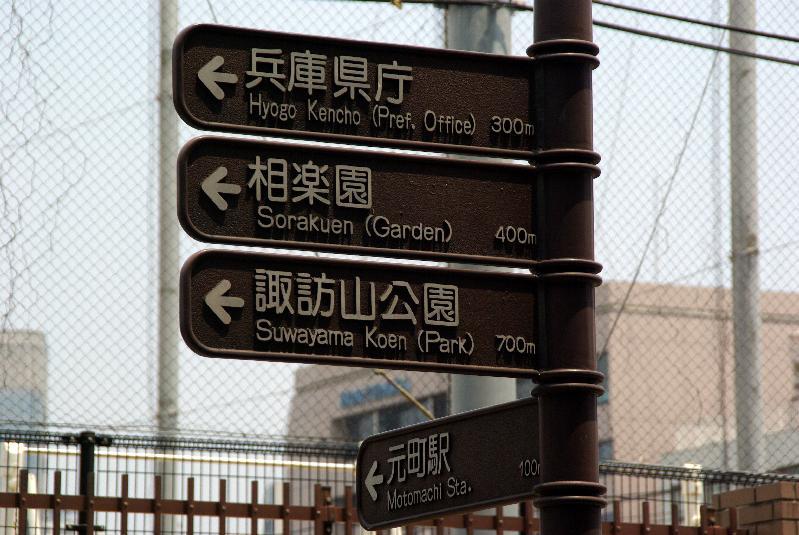 兵庫県庁
Hyogo Kencho (Pref. Office) 300m
相楽園
Sorakuen (Garden) 400m
諏訪山公園
Suwayama Koen (Park) 700m
元町駅
Motomachi Sta. 100m